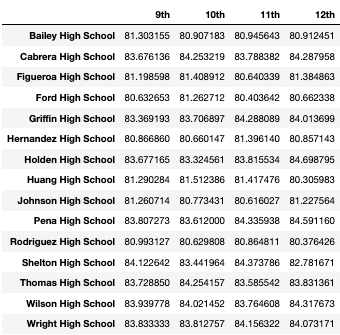 9th 10th 11th 12th
Bailey High School 81.303155 80.907183 80.945643 80.912451
Cabrera High School 83.676136 84.253219 83.788382 84.287958
Figueroa High School 81.198598 81.408912 80.640339 81.384863
Ford High School 80.632653 81.262712 80.403642 80.662338
Griffin High School 83.369193 83.706897 84.288089 84.013699
Hernandez High School 80.866860 80.660147 81.396140 80.857143
Holden High School 83.677165 83.324561 83.815534 84.698795
Huang High School 81.290284 81.512386 81.417476 80.305983
Johnson High School 81.260714 80.773431 80.616027 81.227564
Pena High School 83.807273 83.612000 84.335938 84.591160
Rodriguez High School 80.993127 80.629808 80.864811 80.376426
Shelton High School 84.122642 83.441964 84.373786 82.781671
Thomas High School 83.728850 84.254157 83.585542 83.831361
Wilson High School 83.939778 84.021452 83.764608 84.317673
Wright High School 83.833333 83.812757 84.156322 84.073171